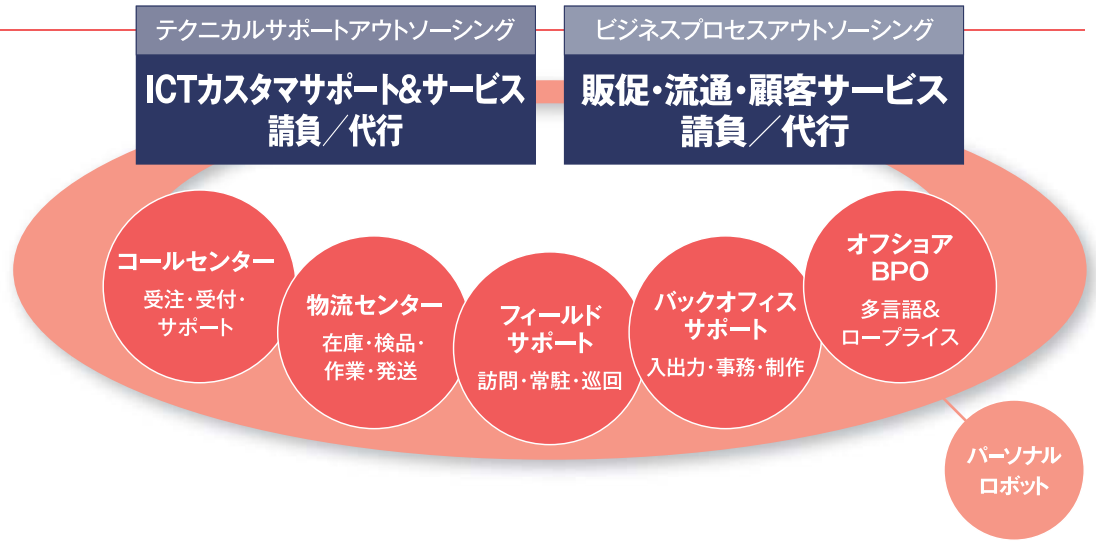 テクニカルサポートアウトソーシング
ICTカスタマサポート&サービス
請負／代行
ビジネスプロセスアウトソーシング
販促・流通・顧客サービス
請負／代行
コールセンター
受注・受付・
サポート
物流センター
在庫・検品・
作業・発送
フィールド
サポート
訪問・常駐・巡回
バックオフィス
サポート
入出力・事務・制作
オフショア
BPO
多言語&
ロープライス
パーソナル
ロボット